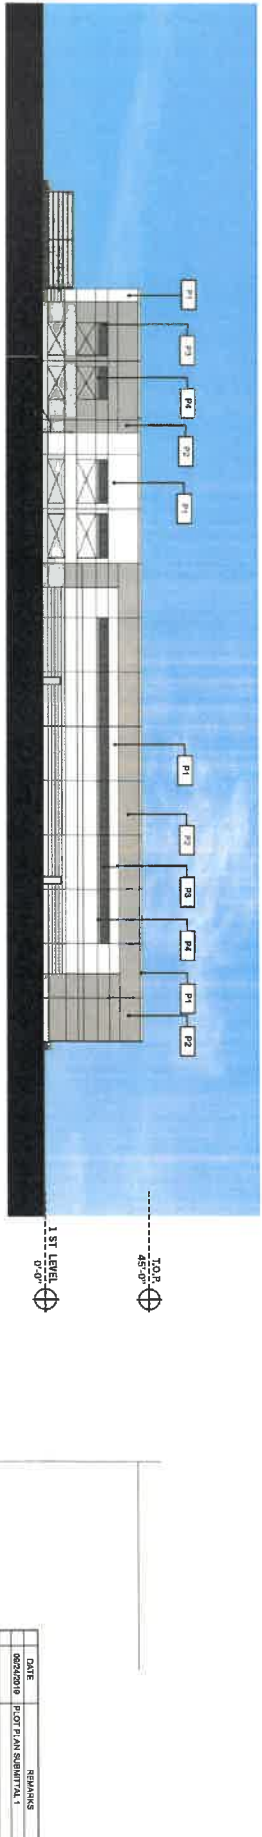 P1
P3
P4
P2
P1
P1
P2
P3
P4
P1
P2
T.O.P.
45'-0"
1 ST LEVEL
0'-0"
DATE REMARKS
09/24/2019 PLOT PLAN SUBMITTAL 1